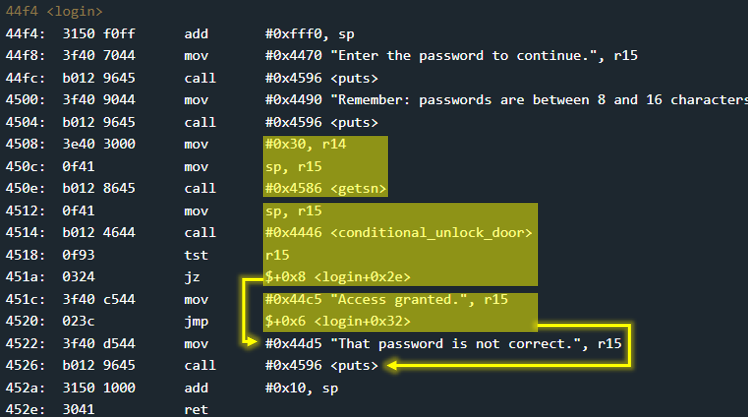 44f4 <login>
44f4: 3150 f0ff add #0xfff0, sp
44f8: 3f40 7044 mov #0x4470 "Enter the password to continue.", r15
44fc: b012 9645 call #0x4596 <puts>
4500: 3f40 9044 mov #0x4490 "Remember: passwords are between 8 and 16 characters
4504: b012 9645 call #0x4596 <puts>
4508: 3e40 3000 mov #0x30, r14
450c: 0f41 mov sp, r15
450e: b012 8645 call #0x4586 <getsn>
4512: 0f41 mov sp, r15
4514: b012 4644 call #0x4446 <conditional_unlock_door>
4518: 0f93 tst r15
451a: 0324 jz $+0x8 <login+0x2e>
451c: 3f40 c544 mov #0x44c5 "Access granted.", r15
4520: 023c jmp $+0x6 <login+0x32>
4522: 3f40 d544 mov #0x44d5 "That password is not correct.", r15
4526: b012 9645 call #0x4596 <puts>
452a: 3150 1000 add #0x10, sp
452e: 3041 ret